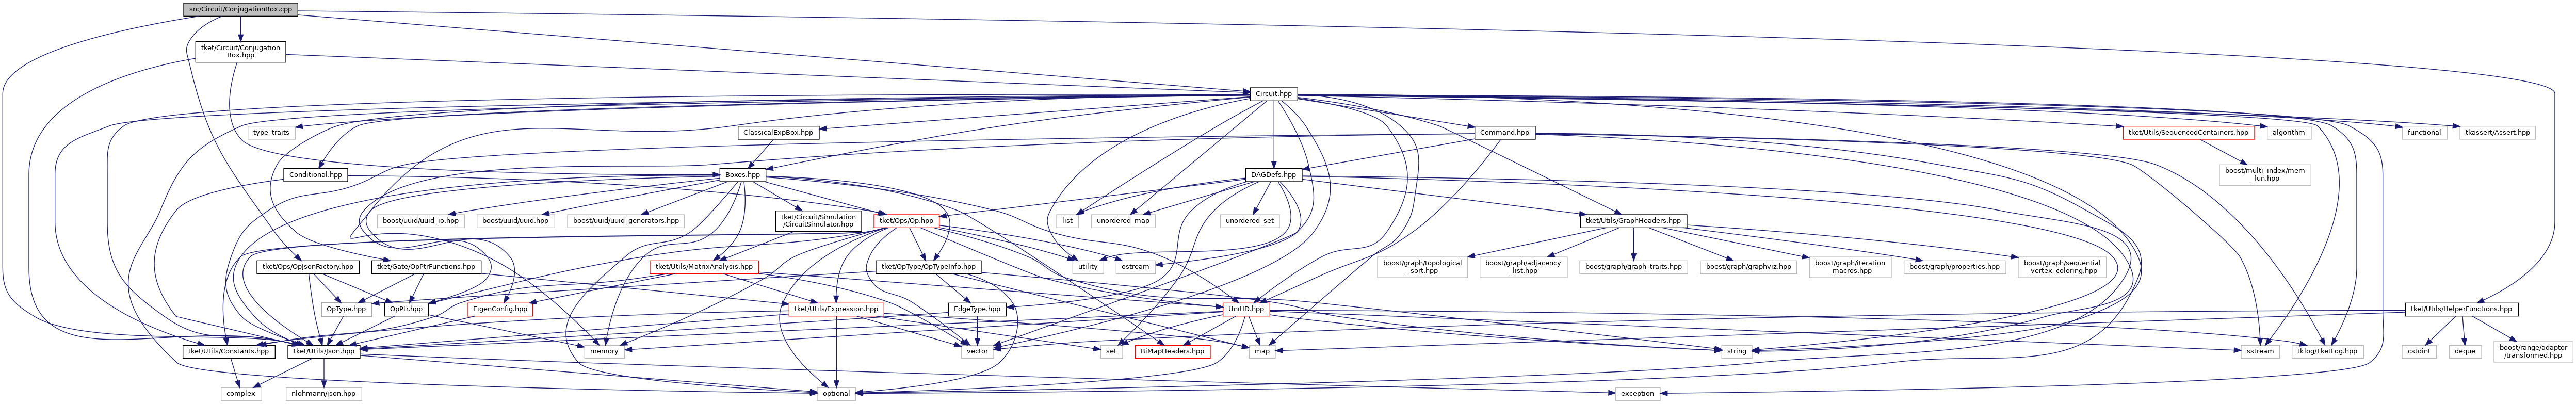 src/Circuit/ConjugationBox.cpp
tket/Circuit/Conjugation
Box.hpp
Circuit.hpp
type_traits
ClassicalExpBox.hpp
Command.hpp
tket/Utils/SequencedContainers.hpp
algorithm
functional
tkassert/Assert.hpp
Conditional.hpp
Boxes.hpp
DAGDefs.hpp
boost/multi_index/mem
_fun.hpp
boost/uuid/uuid_io.hpp
boost/uuid/uuid.hpp
boost/uuid/uuid_generators.hpp
tket/Circuit/Simulation
/CircuitSimulator.hpp
tket/Ops/Op.hpp
list
unordered_map
unordered_set
tket/Utils/GraphHeaders.hpp
tket/Ops/OpJsonFactory.hpp
tket/Gate/OpPtrFunctions.hpp
tket/Utils/MatrixAnalysis.hpp
tket/OpType/OpTypeInfo.hpp
utility
ostream
boost/graph/topological
_sort.hpp
boost/graph/adjacency
_list.hpp
boost/graph/graph_traits.hpp
boost/graph/graphviz.hpp
boost/graph/iteration
_macros.hpp
boost/graph/properties.hpp
boost/graph/sequential
_vertex_coloring.hpp
OpType.hpp
OpPtr.hpp
EigenConfig.hpp
tket/Utils/Expression.hpp
EdgeType.hpp
UnitID.hpp
tket/Utils/HelperFunctions.hpp
tket/Utils/Constants.hpp
tket/Utils/Json.hpp
memory
vector
set
BiMapHeaders.hpp
map
string
sstream
tklog/TketLog.hpp
cstdint
deque
boost/range/adaptor
/transformed.hpp
complex
nlohmann/json.hpp
optional
exception